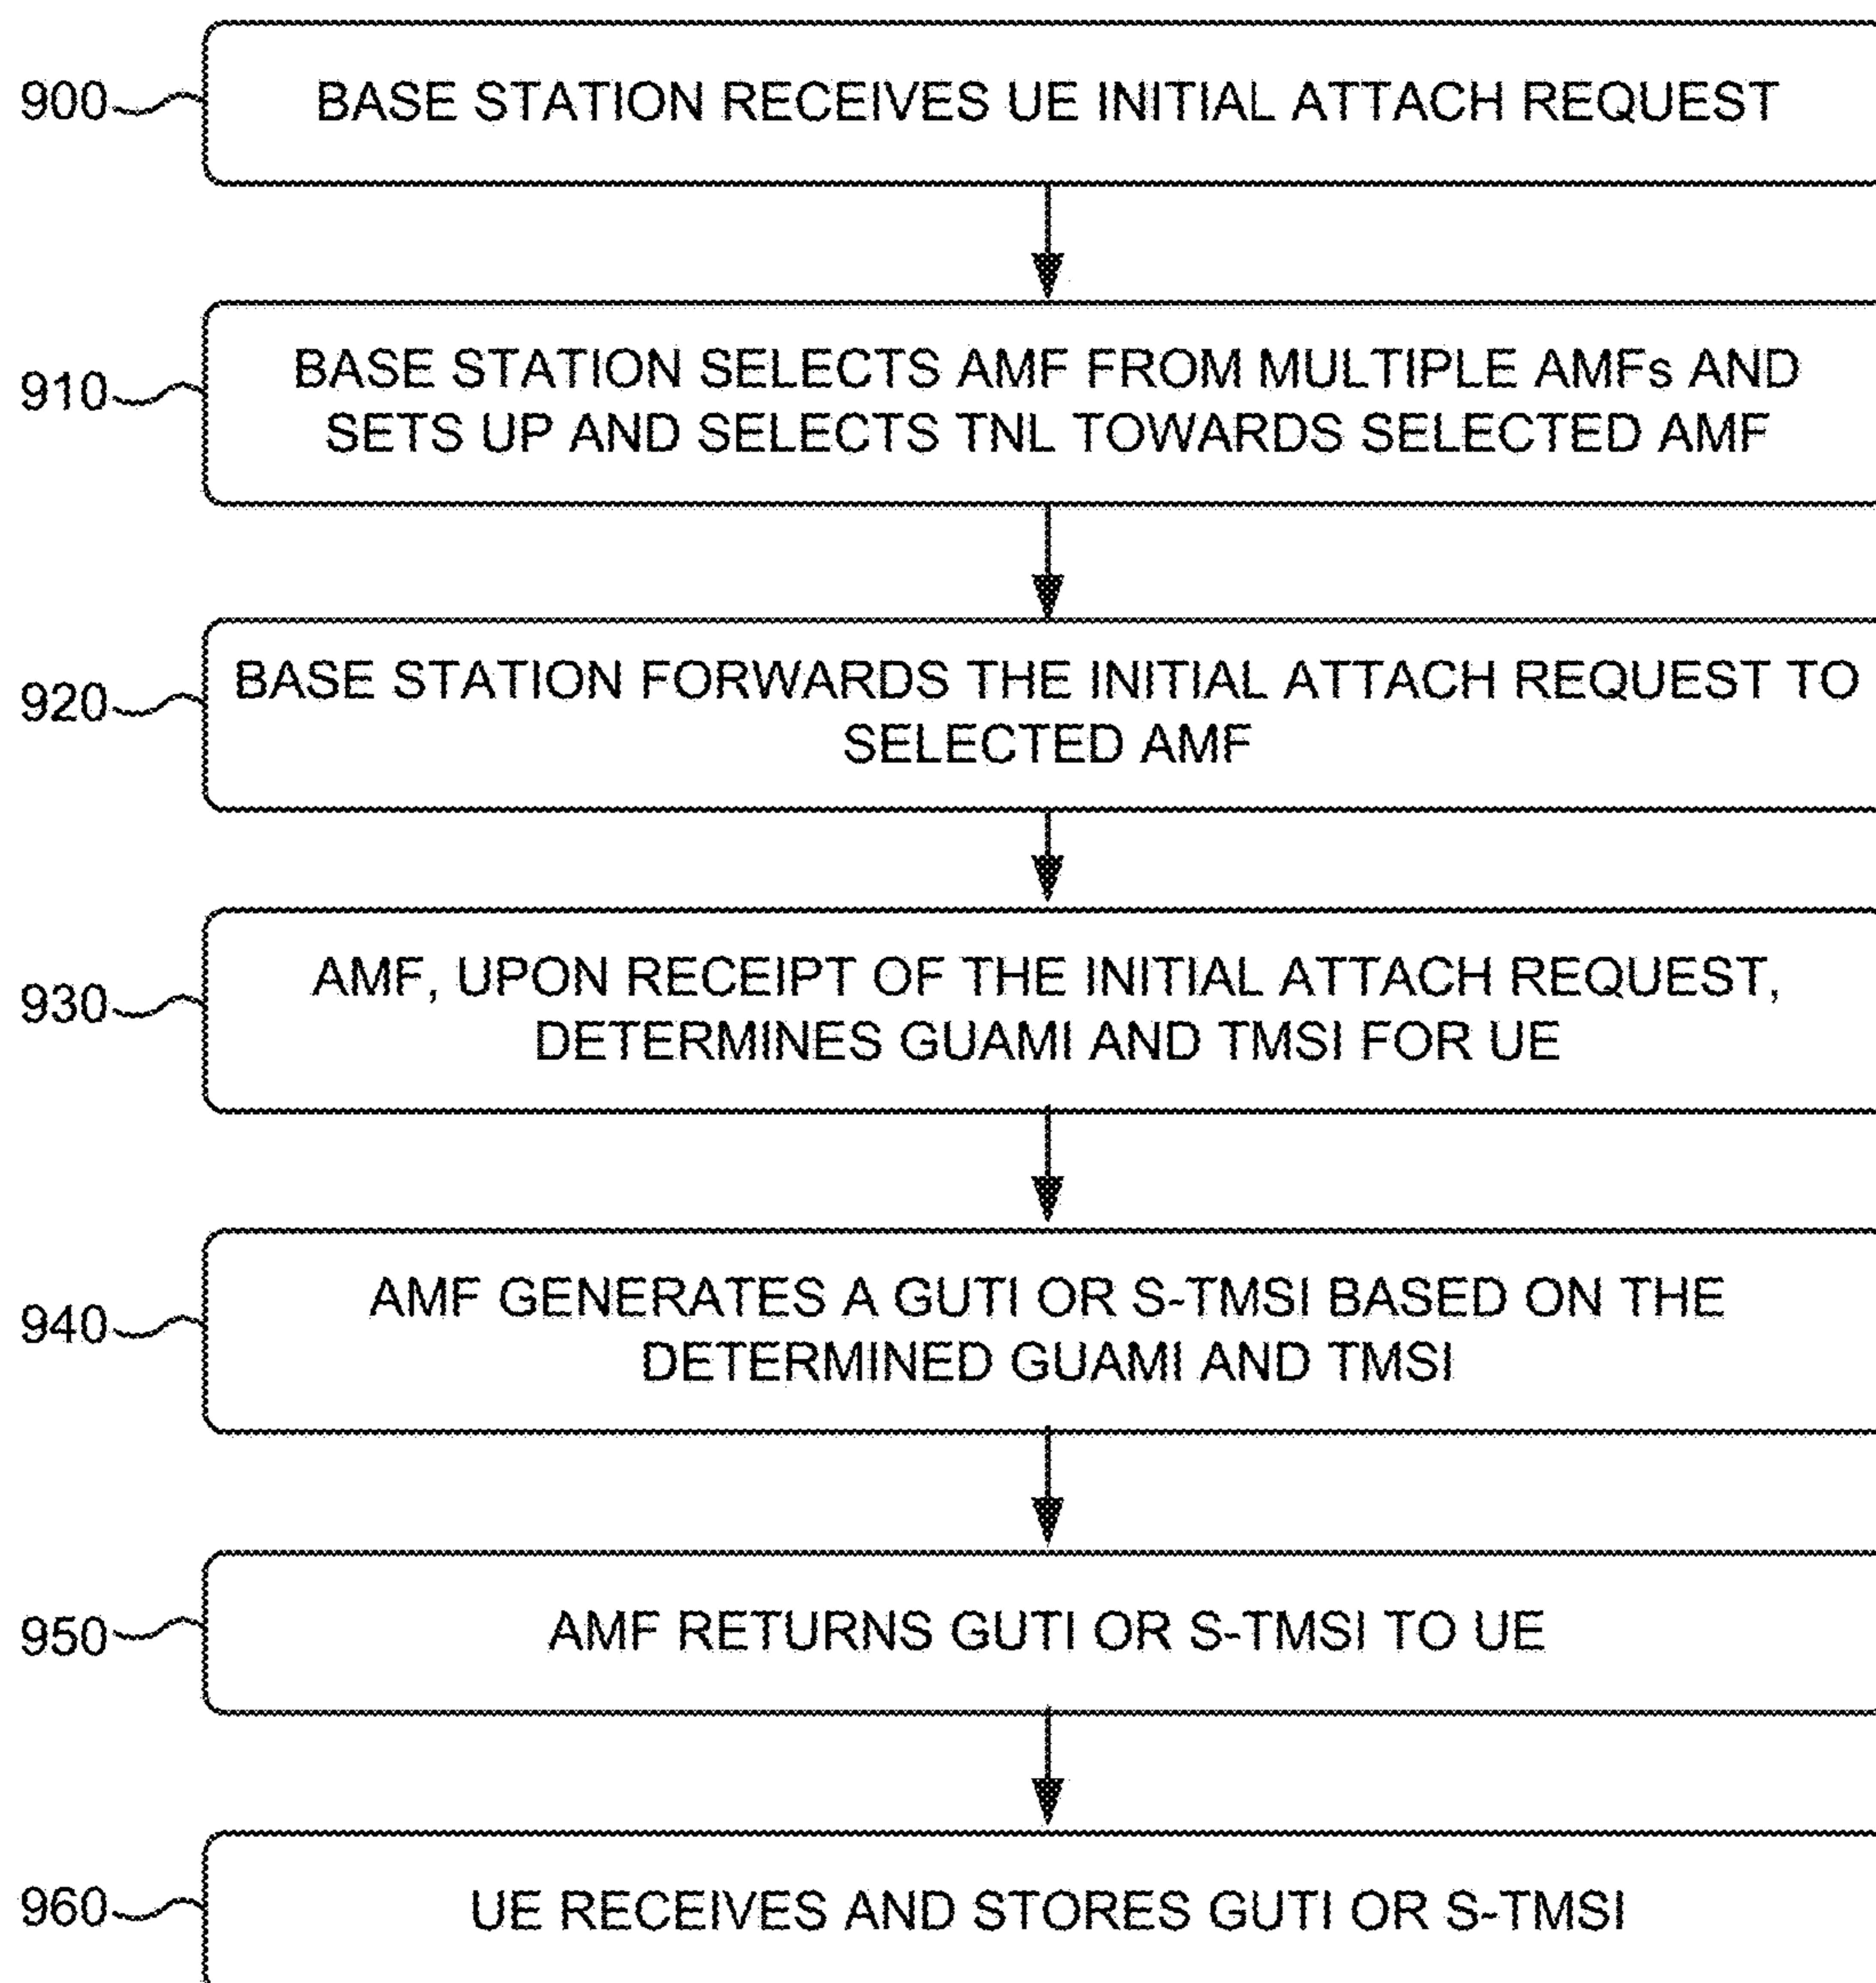 900
BASE STATION RECEIVES UE INITIAL ATTACH REQUEST
910
BASE STATION SELECTS AMF FROM MULTIPLE AMFs AND
SETS UP AND SELECTS TNL TOWARDS SELECTED AMF
920
BASE STATION FORWARDS THE INITIAL ATTACH REQUEST TO
SELECTED AMF
930
AMF, UPON RECEIPT OF THE INITIAL ATTACH REQUEST,
DETERMINES GUAMI AND TMSI FOR UE
940
AMF GENERATES A GUTI OR S-TMSI BASED ON THE
DETERMINED GUAMI AND TMSI
950
AMF RETURNS GUTI OR S-TMSI TO UE
960
UE RECEIVES AND STORES GUTI OR S-TMSI